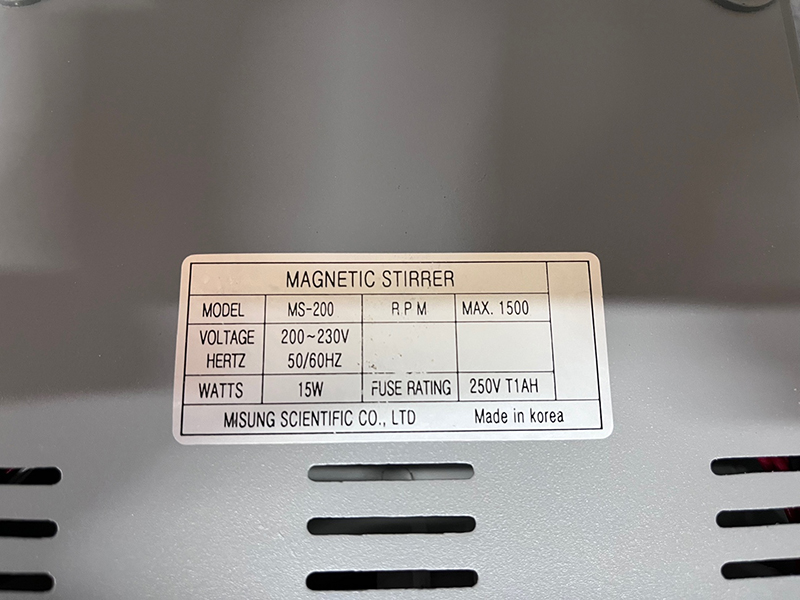 MAGNETIC STIRRER
MODEL MS-200 R P M MAX. 1500
VOLTAGE 200~230V
HERTZ 50/60HZ
WATTS 15W FUSE RATING 250V T1AH
MISUNG SCIENTIFIC CO., LTD Made in korea